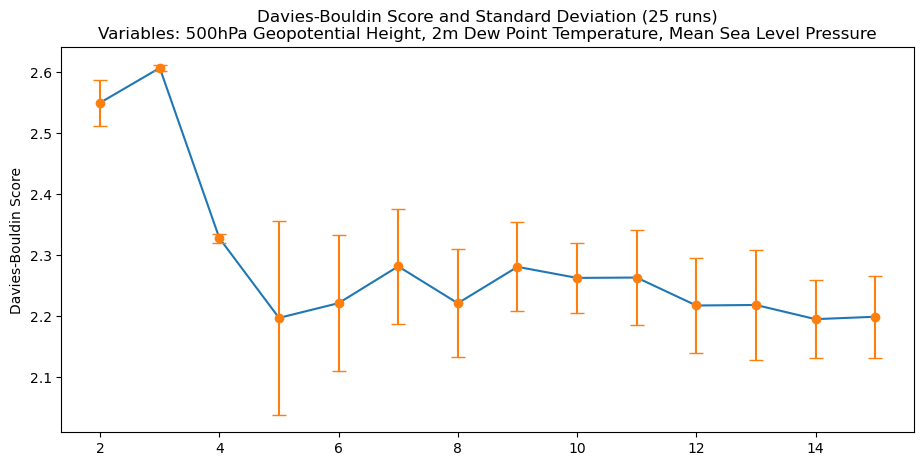 Davies-Bouldin Score and Standard Deviation (25 runs)
Variables: 500hPa Geopotential Height, 2m Dew Point Temperature, Mean Sea Level Pressure
Davies-Bouldin Score
2.6
2.5
2.4
2.3
2.2
2.1
2 4 6 8 10 12 14